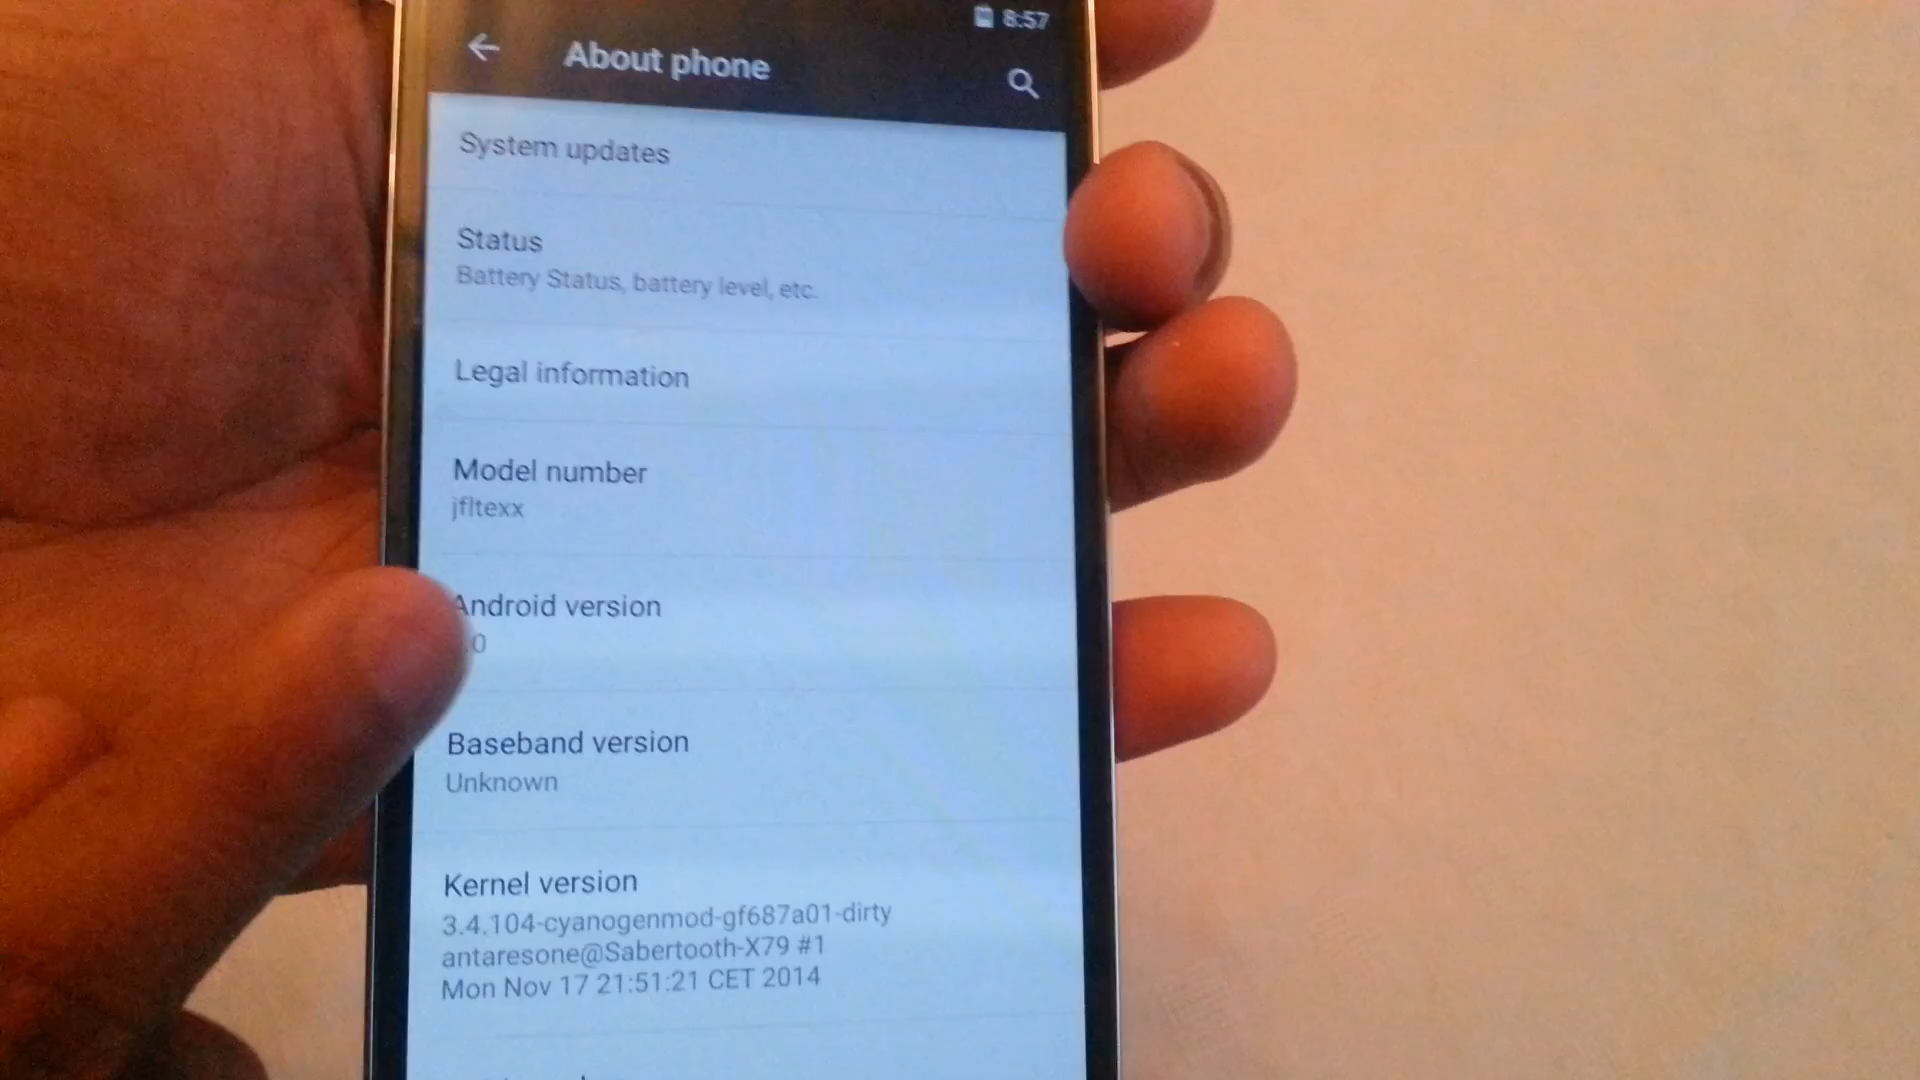 8:57
About phone
System updates
Status
Battery Status, battery level, etc.
Legal information
Model number
jfltexx
Android version
0
Baseband version
Unknown
Kernel version
3.4.104-cyanogenmod-gf687a01-dirty
antaresone@Sabertooth-X79 #1
Mon Nov 17 21:51:21 CET 2014